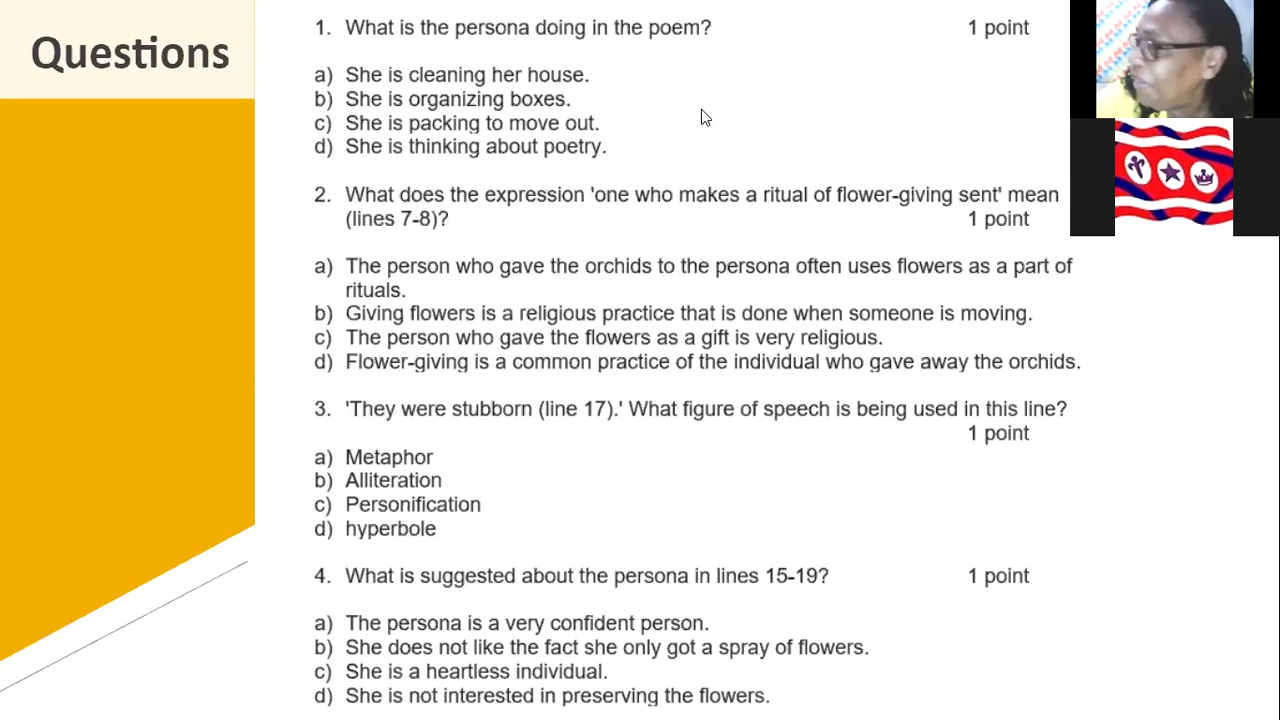 Questions
1. What is the persona doing in the poem? 1 point
a) She is cleaning her house.
b) She is organizing boxes.
c) She is packing to move out.
d) She is thinking about poetry.
2. What does the expression 'one who makes a ritual of flower-giving sent' mean
(lines 7-8)? 1 point
a) The person who gave the orchids to the persona often uses flowers as a part of
rituals.
b) Giving flowers is a religious practice that is done when someone is moving.
c) The person who gave the flowers as a gift is very religious.
d) Flower-giving is a common practice of the individual who gave away the orchids.
3. 'They were stubborn (line 17).' What figure of speech is being used in this line?
1 point
a) Metaphor
b) Alliteration
c) Personification
d) hyperbole
4. What is suggested about the persona in lines 15-19? 1 point
a) The persona is a very confident person.
b) She does not like the fact she only got a spray of flowers.
c) She is a heartless individual.
d) She is not interested in preserving the flowers.